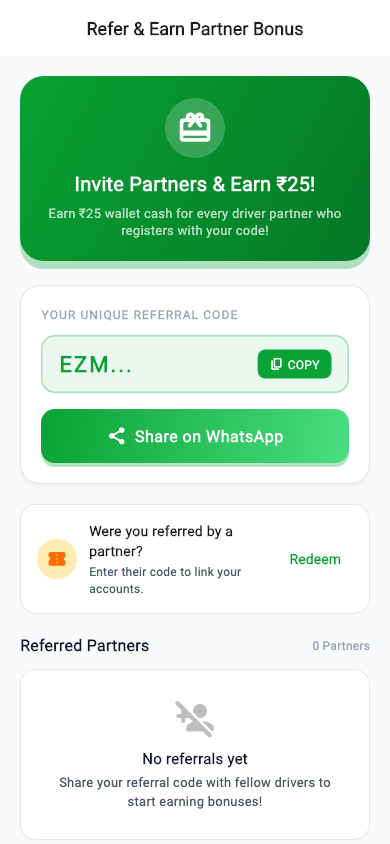 Refer & Earn Partner Bonus
Invite Partners & Earn ₹25!
Earn ₹25 wallet cash for every driver partner who
registers with your code!
YOUR UNIQUE REFERRAL CODE
EZM...
COPY
Share on WhatsApp
Were you referred by a
partner?
Enter their code to link your
accounts.
Redeem
Referred Partners
0 Partners
No referrals yet
Share your referral code with fellow drivers to
start earning bonuses!